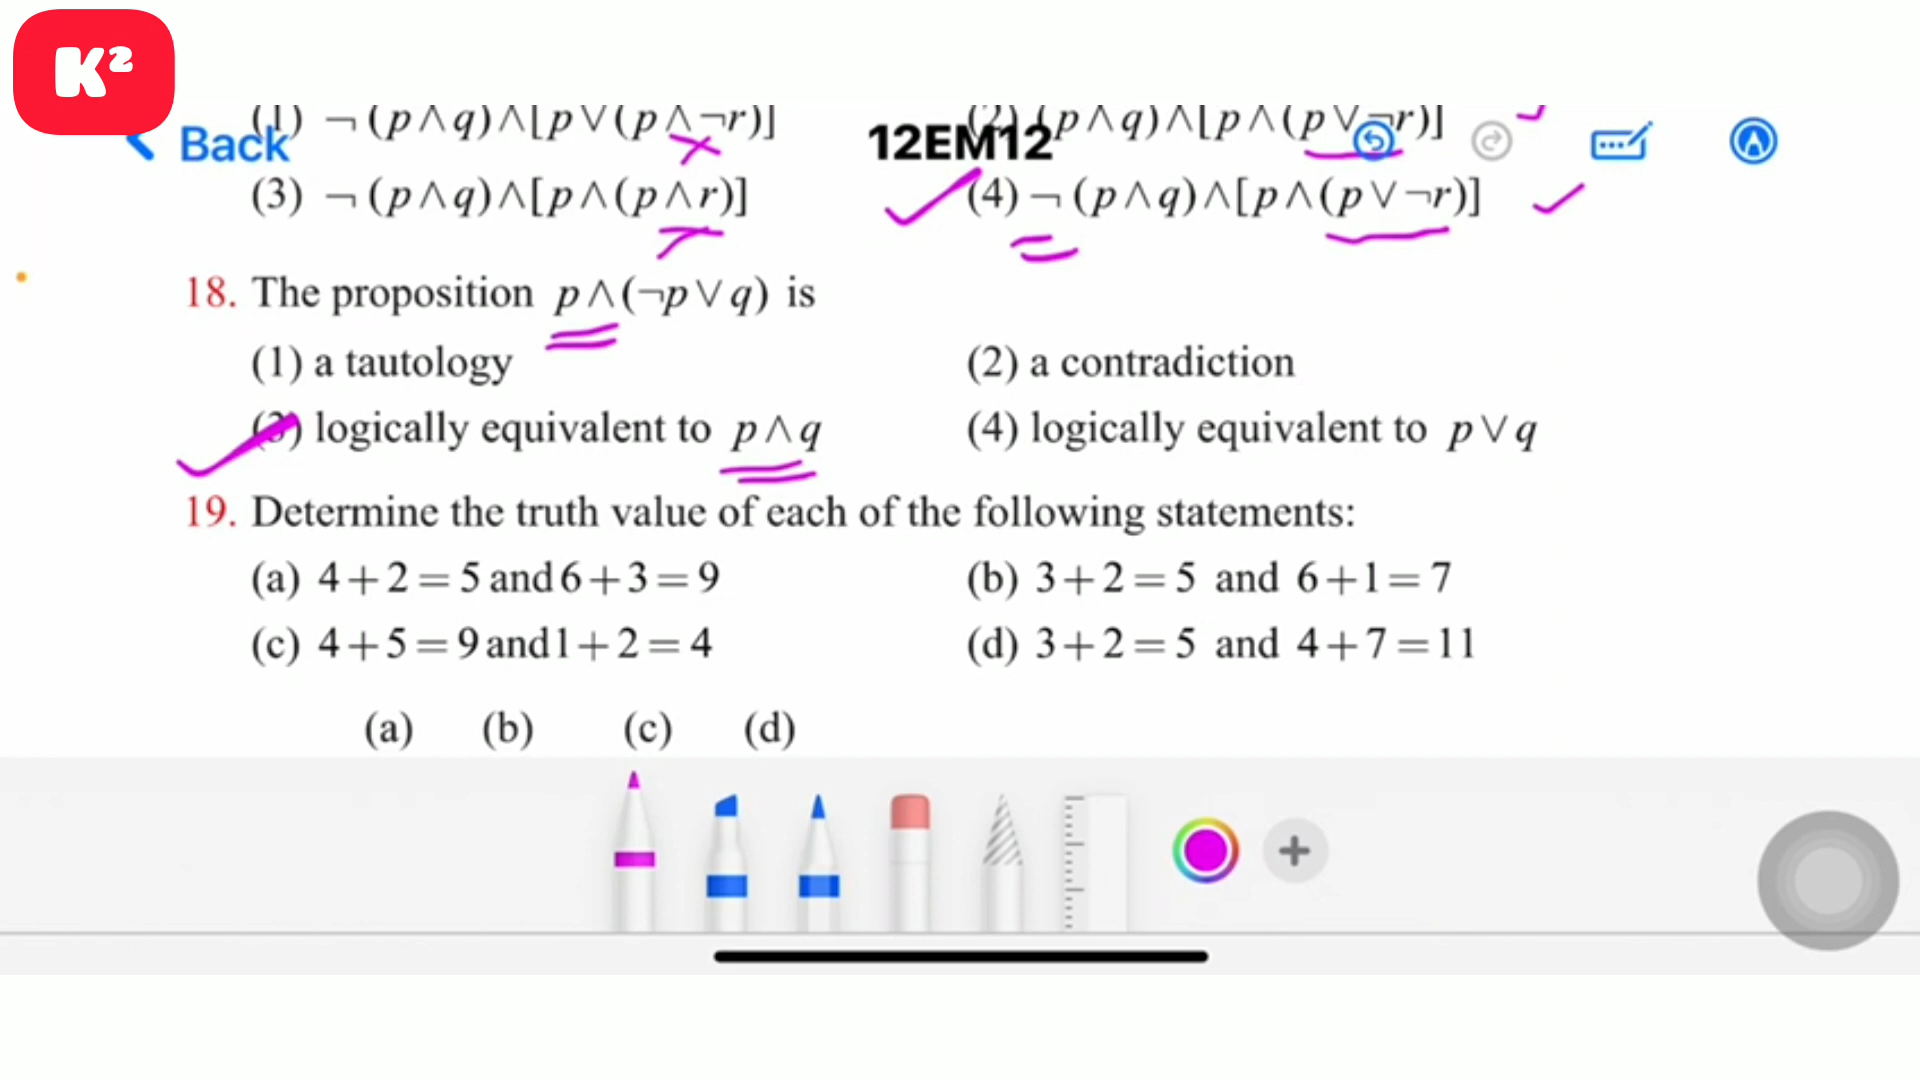 K²
(1) ¬(p∧q)∧[p∨(p∧¬r)] (2) (p∧q)∧[p∧(p∨¬r)]
Back 12EM12
(3) ¬(p∧q)∧[p∧(p∧r)] (4) ¬(p∧q)∧[p∧(p∨¬r)]
18. The proposition p∧(¬p∨q) is
(1) a tautology (2) a contradiction
(3) logically equivalent to p∧q (4) logically equivalent to p∨q
19. Determine the truth value of each of the following statements:
(a) 4+2=5 and 6+3=9 (b) 3+2=5 and 6+1=7
(c) 4+5=9 and 1+2=4 (d) 3+2=5 and 4+7=11
(a) (b) (c) (d)